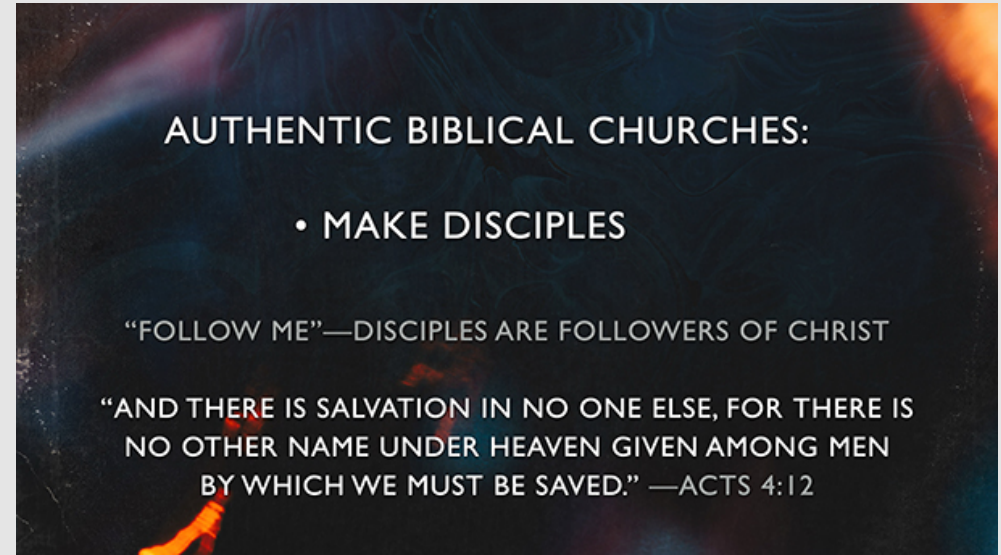 AUTHENTIC BIBLICAL CHURCHES:
• MAKE DISCIPLES
“FOLLOW ME”—DISCIPLES ARE FOLLOWERS OF CHRIST
“AND THERE IS SALVATION IN NO ONE ELSE, FOR THERE IS
NO OTHER NAME UNDER HEAVEN GIVEN AMONG MEN
BY WHICH WE MUST BE SAVED.” —ACTS 4:12